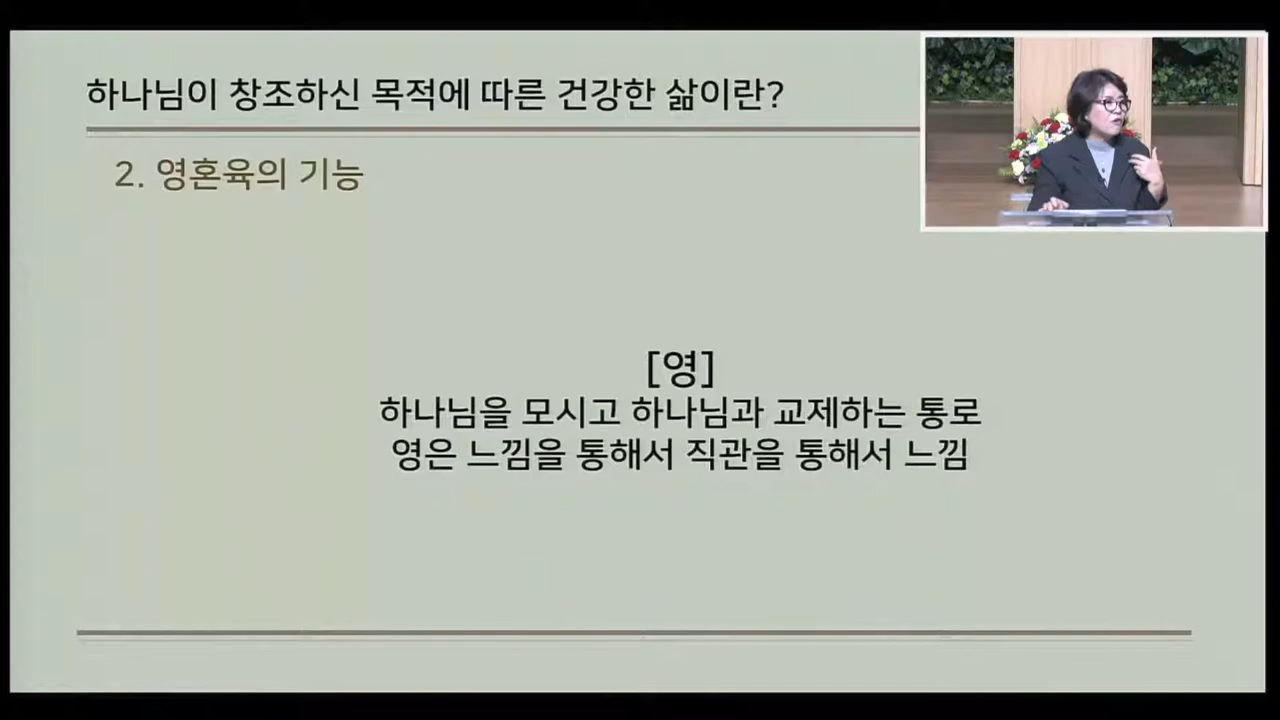 하나님이 창조하신 목적에 따른 건강한 삶이란?
2. 영혼육의 기능
[영]
하나님을 모시고 하나님과 교제하는 통로
영은 느낌을 통해서 직관을 통해서 느낌